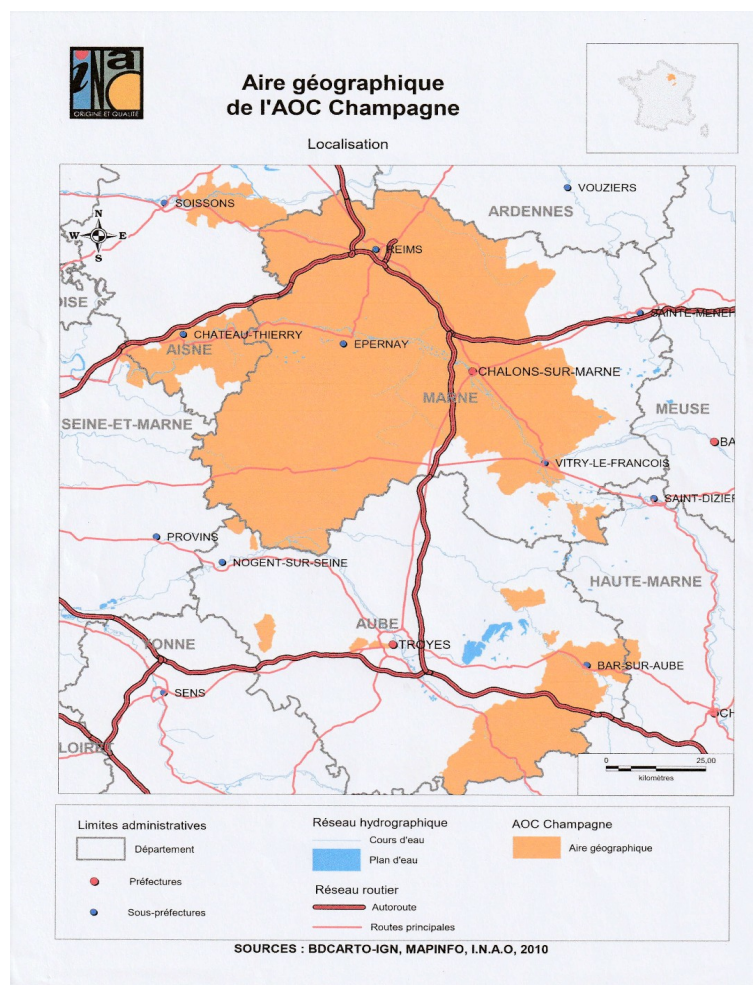 iNAO
ORIGINE ET QUALITÉ
Aire géographique
de l'AOC Champagne
Localisation
VOUZIERS
SOISSONS
ARDENNES
N
W E
S
REIMS
OISE
SAINTE-MENEH
CHATEAU-THIERRY
AISNE
EPERNAY
CHALONS-SUR-MARNE
MARNE
MEUSE
SEINE-ET-MARNE
BA
VITRY-LE-FRANCOIS
SAINT-DIZIER
PROVINS
NOGENT-SUR-SEINE
HAUTE-MARNE
AUBE
YONNE
TROYES
BAR-SUR-AUBE
SENS
CH
LOIRET
0 25,00
kilomètres
Limites administratives
Département
Préfectures
Sous-préfectures
Réseau hydrographique
Cours d'eau
Plan d'eau
Réseau routier
Autoroute
Routes principales
AOC Champagne
Aire géographique
SOURCES : BDCARTO-IGN, MAPINFO, I.N.A.O, 2010